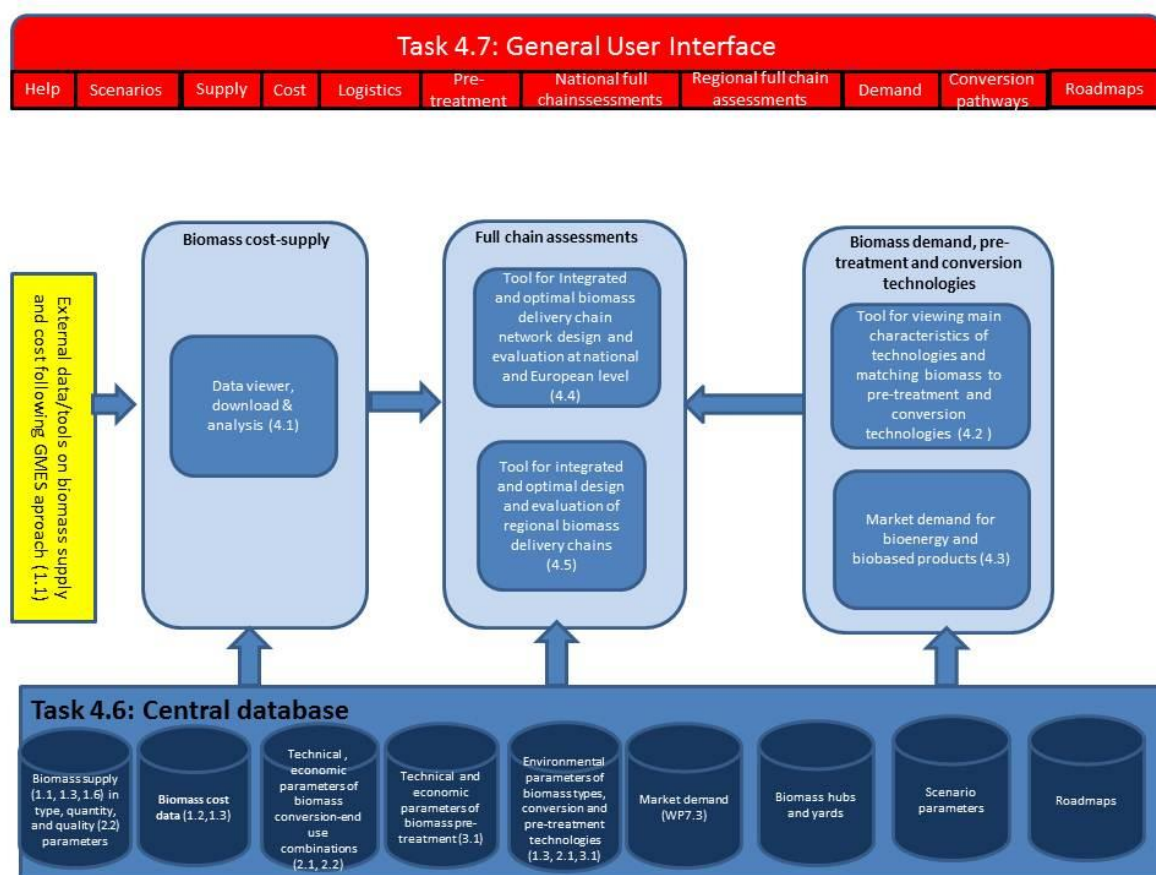 Task 4.7: General User Interface
Help
Scenarios
Supply
Cost
Logistics
Pre-
treatment
National full
chainssessments
Regional full chain
assessments
Demand
Conversion
pathways
Roadmaps
External data/tools on biomass supply
and cost following GMES aproach (1.1)
Biomass cost-supply
Data viewer,
download &
analysis (4.1)
Full chain assessments
Tool for Integrated
and optimal biomass
delivery chain
network design and
evaluation at national
and European level
(4.4)
Tool for integrated
and optimal design
and evaluation of
regional biomass
delivery chains
(4.5)
Biomass demand, pre-
treatment and conversion
technologies
Tool for viewing main
characteristics of
technologies and
matching biomass to
pre-treatment and
conversion
technologies (4.2 )
Market demand for
bioenergy and
biobased products (4.3)
Task 4.6: Central database
Biomass supply
(1.1, 1.3, 1.6) in
type, quantity,
and quality (2.2)
parameters
Biomass cost
data (1.2,1.3)
Technical ,
economic
parameters of
biomass
conversion-end
use
combinations
(2.1, 2.2)
Technical and
economic
parameters of
biomass pre-
treatment (3.1)
Environmental
parameters of
biomass types,
conversion and
pre-treatment
technologies
(1.3, 2.1, 3.1)
Market demand
(WP7.3)
Biomass hubs
and yards
Scenario
parameters
Roadmaps